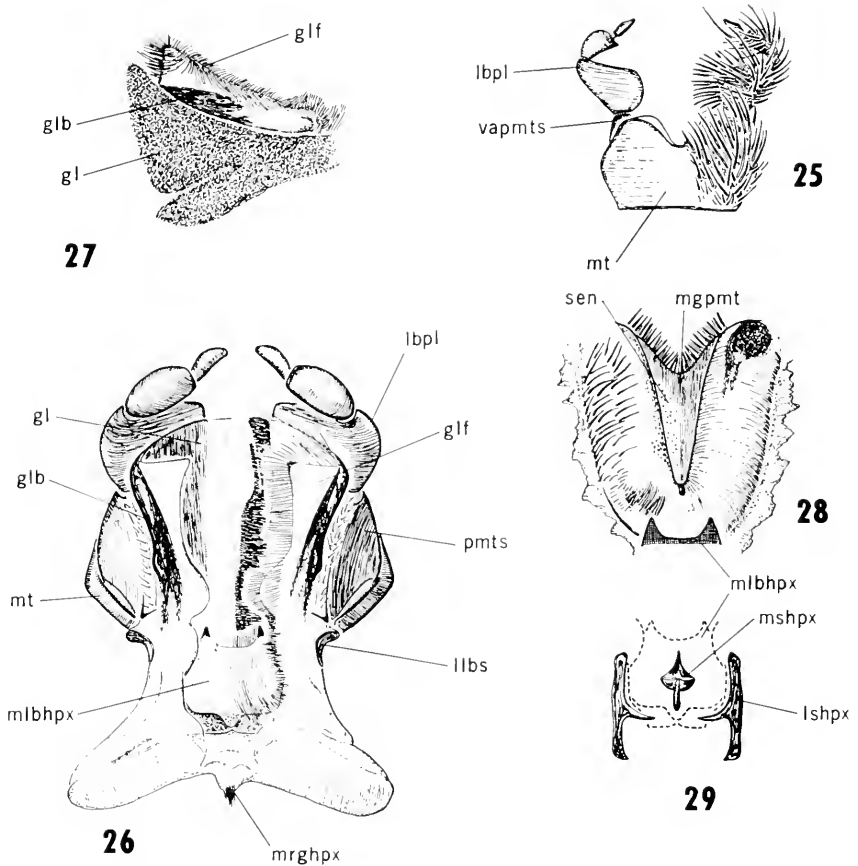 glf
glb
gl
27
lbpl
vapmts
25
mt
sen
mgpmt
28
mlbhpx
mshpx
lshpx
29
lbpl
gl
glf
glb
pmts
mt
llbs
mlbhpx
mrghpx
26